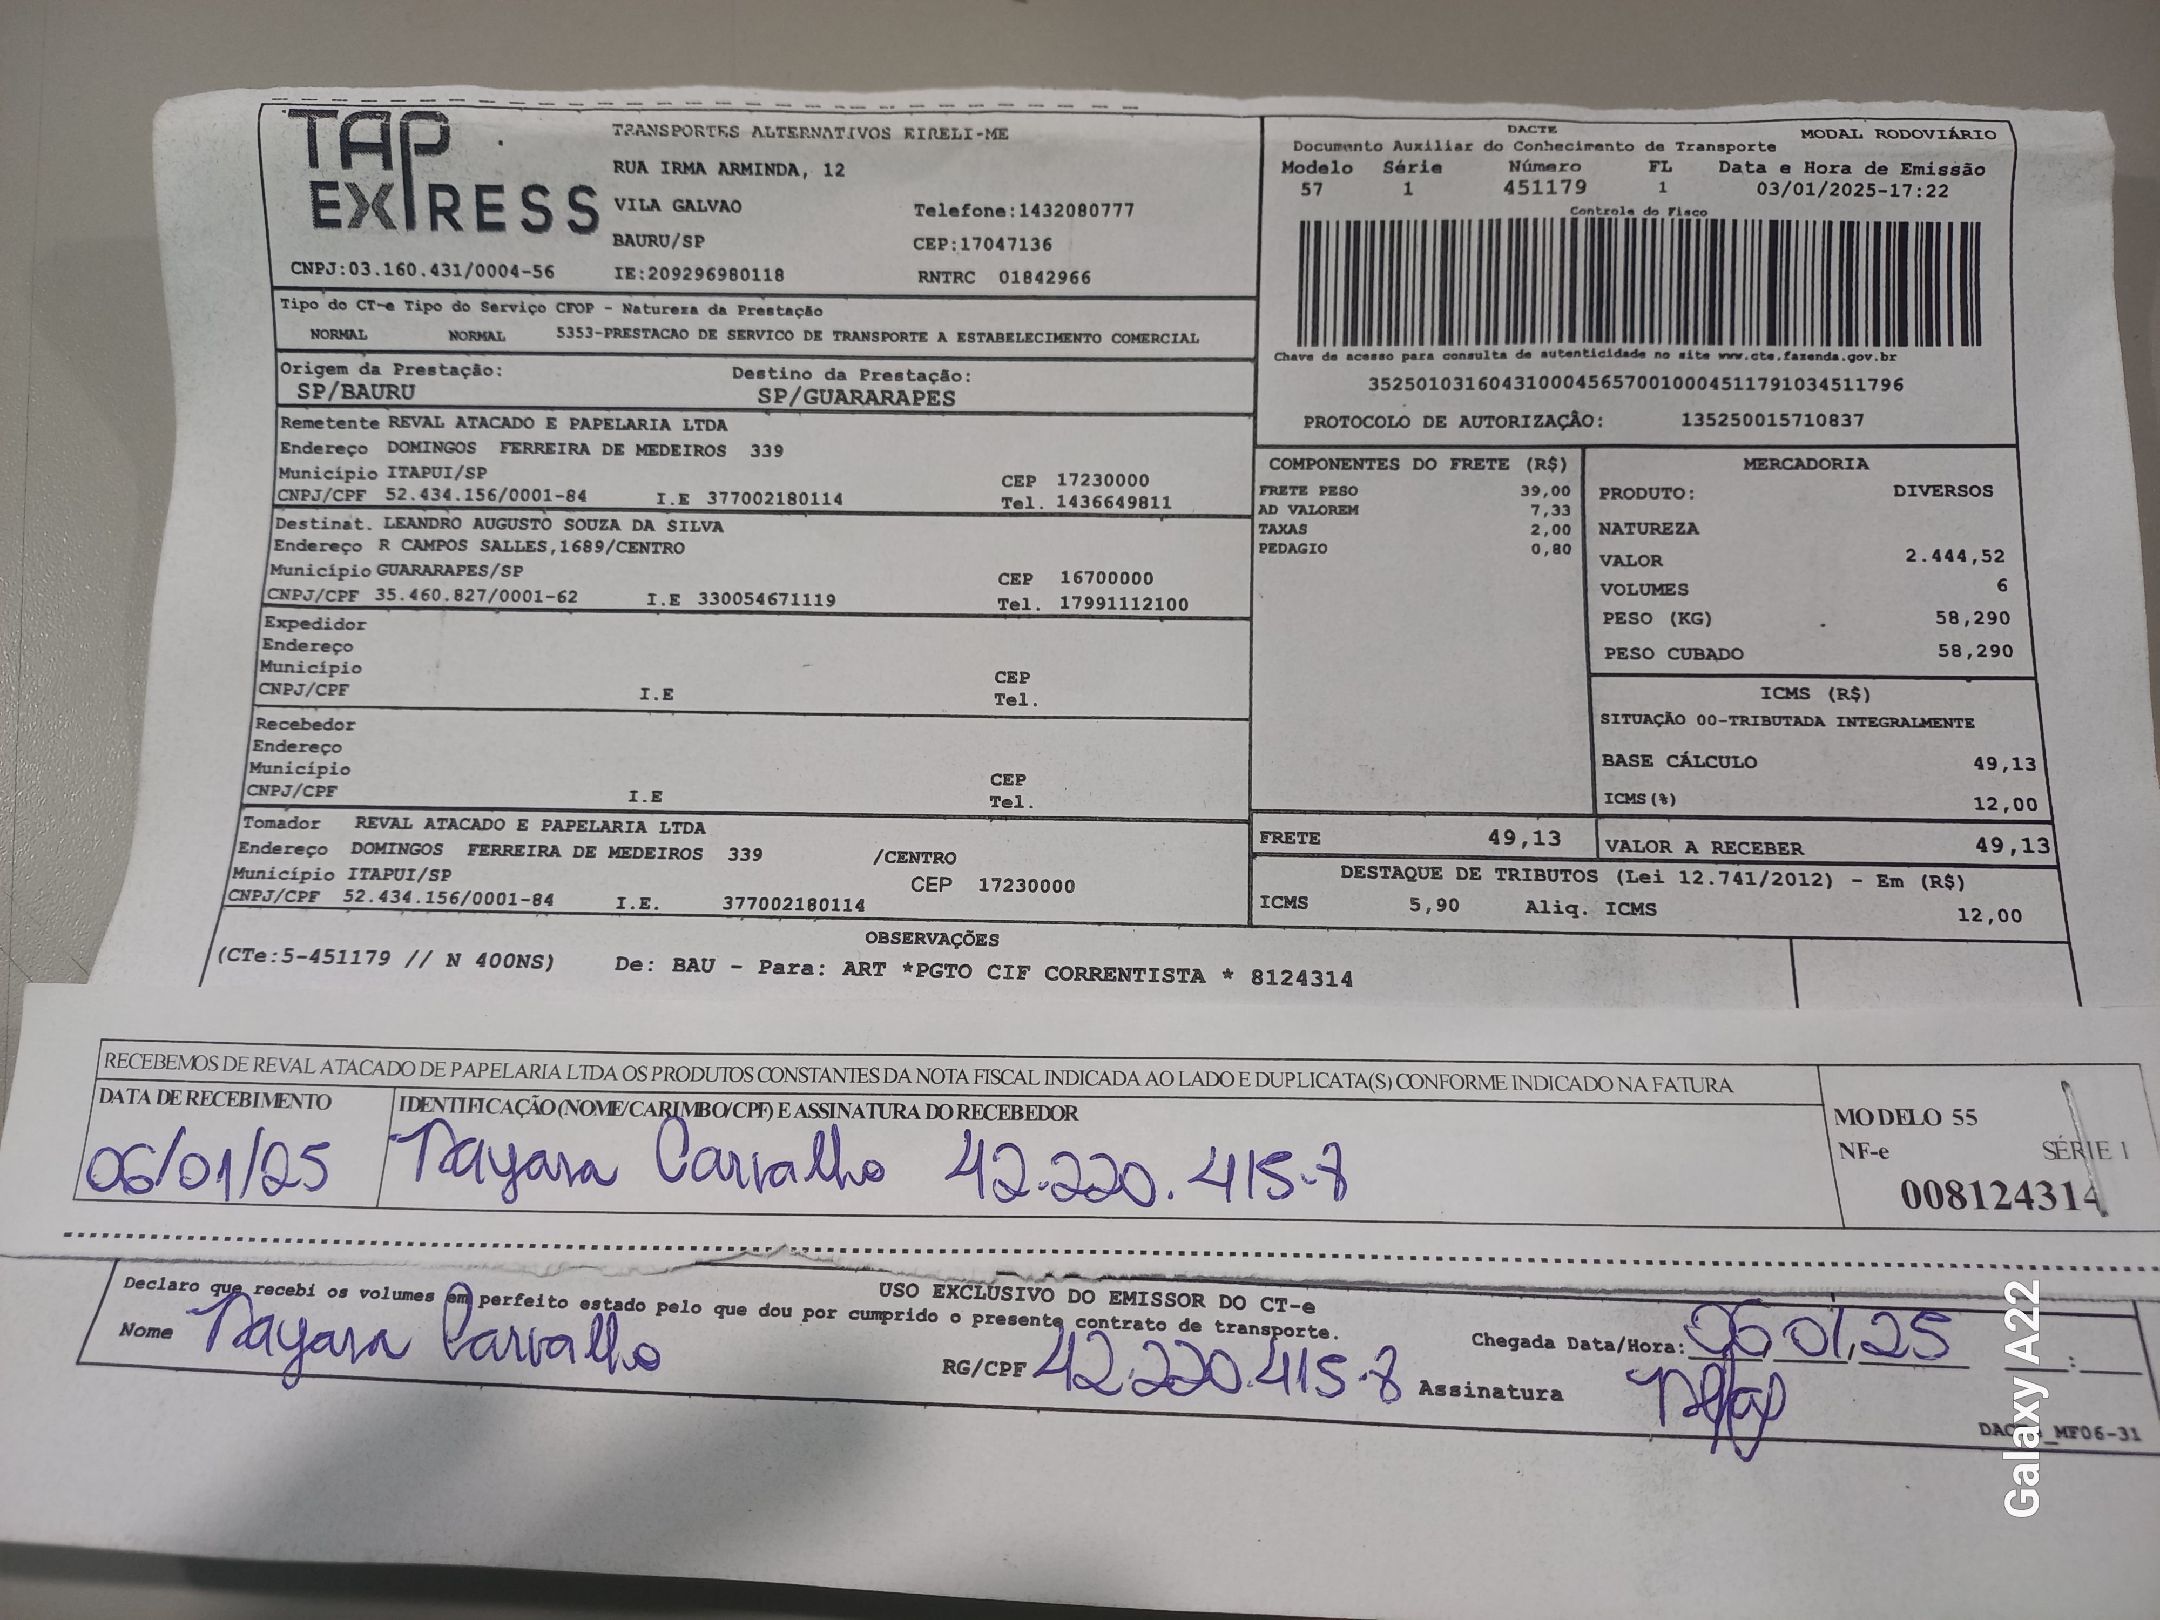 TAP EXPRESS
TRANSPORTES ALTERNATIVOS EIRELI-ME
RUA IRMA ARMINDA, 12
VILA GALVAO Telefone:1432080777
BAURU/SP CEP:17047136
CNPJ:03.160.431/0004-56 IE:209296980118 RNTRC 01842966
DACTE MODAL RODOVIÁRIO
Documento Auxiliar do Conhecimento de Transporte
Modelo Série Número FL Data e Hora de Emissão
57 1 451179 1 03/01/2025-17:22
Controle do Fisco
Chave de acesso para consulta de autenticidade no site www.cte.fazenda.gov.br
35250103160431000456570010004511791034511796
PROTOCOLO DE AUTORIZAÇÂO: 135250015710837
Tipo do CT-e Tipo do Serviço CFOP - Natureza da Prestação
NORMAL NORMAL 5353-PRESTACAO DE SERVICO DE TRANSPORTE A ESTABELECIMENTO COMERCIAL
Origem da Prestação: Destino da Prestação:
SP/BAURU SP/GUARARAPES
Remetente REVAL ATACADO E PAPELARIA LTDA
Endereço DOMINGOS FERREIRA DE MEDEIROS 339
Município ITAPUI/SP CEP 17230000
CNPJ/CPF 52.434.156/0001-84 I.E 377002180114 Tel. 1436649811
Destinat. LEANDRO AUGUSTO SOUZA DA SILVA
Endereço R CAMPOS SALLES,1689/CENTRO
Município GUARARAPES/SP CEP 16700000
CNPJ/CPF 35.460.827/0001-62 I.E 330054671119 Tel. 17991112100
Expedidor
Endereço
Município CEP
CNPJ/CPF I.E Tel.
Recebedor
Endereço
Município CEP
CNPJ/CPF I.E Tel.
Tomador REVAL ATACADO E PAPELARIA LTDA
Endereço DOMINGOS FERREIRA DE MEDEIROS 339 /CENTRO
Município ITAPUI/SP CEP 17230000
CNPJ/CPF 52.434.156/0001-84 I.E. 377002180114
COMPONENTES DO FRETE (R$)
FRETE PESO 39,00
AD VALOREM 7,33
TAXAS 2,00
PEDAGIO 0,80
MERCADORIA
PRODUTO: DIVERSOS
NATUREZA
VALOR 2.444,52
VOLUMES 6
PESO (KG) 58,290
PESO CUBADO 58,290
ICMS (R$)
SITUAÇÃO 00-TRIBUTADA INTEGRALMENTE
BASE CÁLCULO 49,13
ICMS(%) 12,00
FRETE 49,13 VALOR A RECEBER 49,13
DESTAQUE DE TRIBUTOS (Lei 12.741/2012) - Em (R$)
ICMS 5,90 Aliq. ICMS 12,00
OBSERVAÇÕES
(CTe:5-451179 // N 400NS) De: BAU - Para: ART *PGTO CIF CORRENTISTA * 8124314
RECEBEMOS DE REVAL ATACADO DE PAPELARIA LTDA OS PRODUTOS CONSTANTES DA NOTA FISCAL INDICADA AO LADO E DUPLICATA(S) CONFORME INDICADO NA FATURA
DATA DE RECEBIMENTO IDENTIFICAÇÃO (NOME/CARIMBO/CPF) E ASSINATURA DO RECEBEDOR
06/01/25 Nayara Carvalho 42.220.415-8
MODELO 55
NF-e SÉRIE 1
008124314
USO EXCLUSIVO DO EMISSOR DO CT-e
Declaro que recebi os volumes em perfeito estado pelo que dou por cumprido o presente contrato de transporte.
Nome Nayara Carvalho RG/CPF 42.220.415-8 Assinatura
Chegada Data/Hora: 06 01 25 :
MF06-31
Galaxy A22